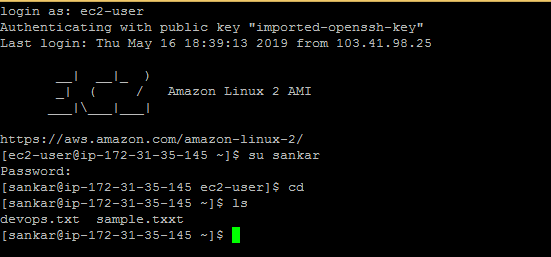 login as: ec2-user
Authenticating with public key "imported-openssh-key"
Last login: Thu May 16 18:39:13 2019 from 103.41.98.25
__|  __|_  )
_|  (     /   Amazon Linux 2 AMI
___|\___|___|
https://aws.amazon.com/amazon-linux-2/
[ec2-user@ip-172-31-35-145 ~]$ su sankar
Password:
[sankar@ip-172-31-35-145 ec2-user]$ cd
[sankar@ip-172-31-35-145 ~]$ ls
devops.txt  sample.txxt
[sankar@ip-172-31-35-145 ~]$